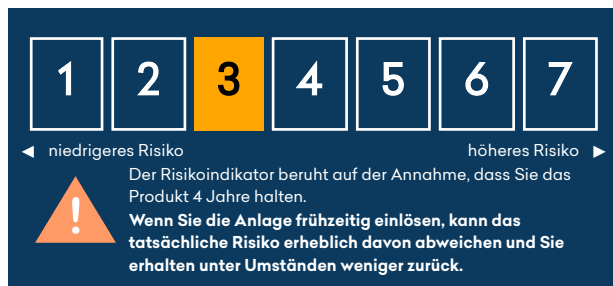 1 2 3 4 5 6 7
◄ niedrigeres Risiko höheres Risiko ►
Der Risikoindikator beruht auf der Annahme, dass Sie das
Produkt 4 Jahre halten.
Wenn Sie die Anlage frühzeitig einlösen, kann das
tatsächliche Risiko erheblich davon abweichen und Sie
erhalten unter Umständen weniger zurück.